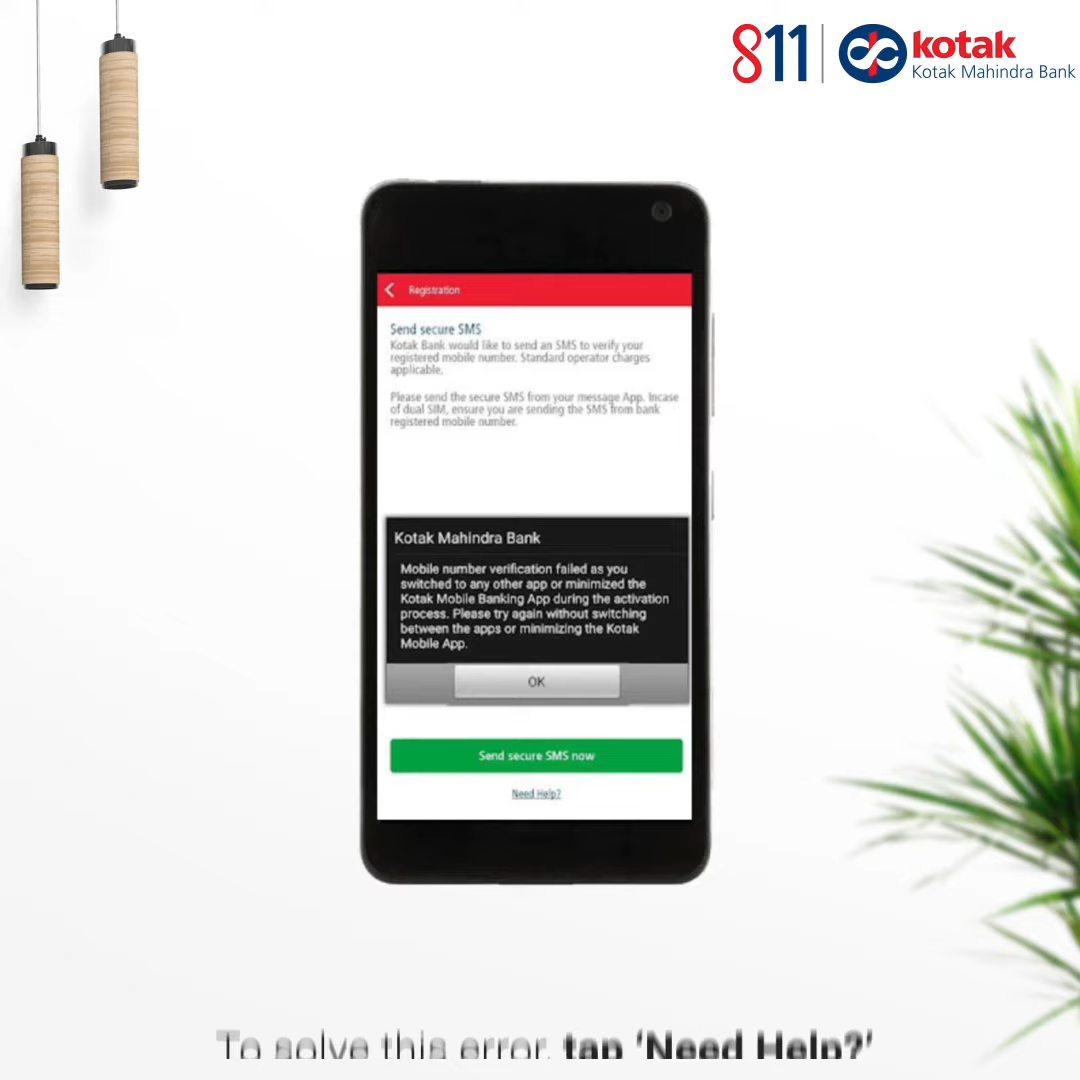 811 kotak
Kotak Mahindra Bank
Registration
Send secure SMS
Kotak Bank would like to send an SMS to verify your
registered mobile number. Standard operator charges
applicable.
Please send the secure SMS from your message App. Incase
of dual SIM, ensure you are sending the SMS from bank
registered mobile number.
Kotak Mahindra Bank
Mobile number verification failed as you
switched to any other app or minimized the
Kotak Mobile Banking App during the activation
process. Please try again without switching
between the apps or minimizing the Kotak
Mobile App.
OK
Send secure SMS now
Need Help?
To solve this error, tap ‘Need Help?’